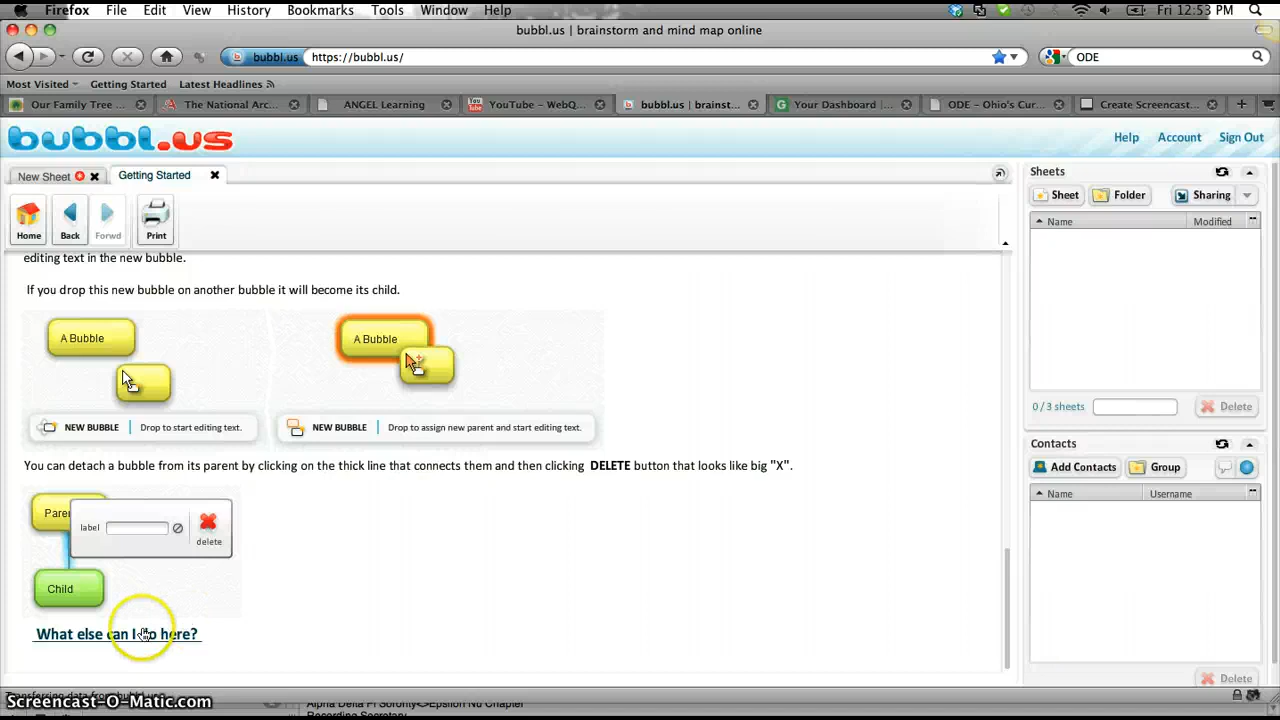 Firefox File Edit View History Bookmarks Tools Window Help Fri 12:53 PM
bubbl.us | brainstorm and mind map online
bubbl.us https://bubbl.us/ ODE
Most Visited Getting Started Latest Headlines
Our Family Tree ... The National Arc... ANGEL Learning YouTube – WebQ... bubbl.us | brainst... Your Dashboard |... ODE – Ohio's Cur... Create Screencast...
bubbl.us Help Account Sign Out
New Sheet Getting Started
Home Back Forwd Print
editing text in the new bubble.
If you drop this new bubble on another bubble it will become its child.
A Bubble A Bubble
NEW BUBBLE Drop to start editing text. NEW BUBBLE Drop to assign new parent and start editing text.
You can detach a bubble from its parent by clicking on the thick line that connects them and then clicking DELETE button that looks like big "X".
label delete
Child
What else can I do here?
Sheets
Sheet Folder Sharing
Name Modified
0 / 3 sheets Delete
Contacts
Add Contacts Group
Name Username
Delete
Screencast-O-Matic.com
Recording Secretary